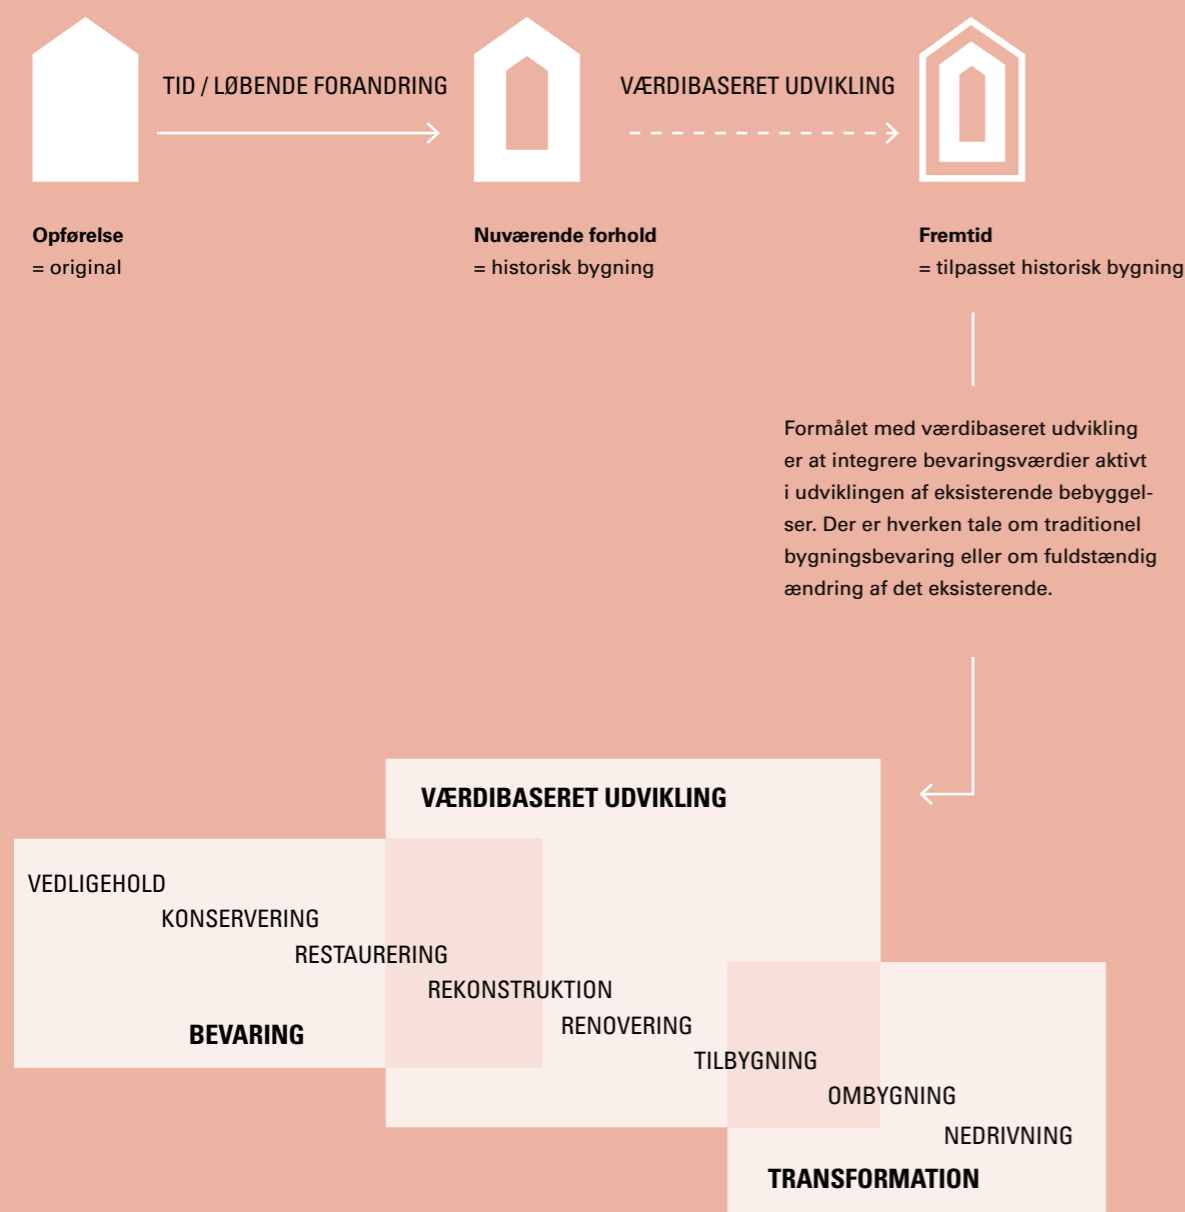 TID / LØBENDE FORANDRING
VÆRDIBASERET UDVIKLING
Opførelse
= original
Nuværende forhold
= historisk bygning
Fremtid
= tilpasset historisk bygning
Formålet med værdibaseret udvikling
er at integrere bevaringsværdier aktivt
i udviklingen af eksisterende bebyggel-
ser. Der er hverken tale om traditionel
bygningsbevaring eller om fuldstændig
ændring af det eksisterende.
VÆRDIBASERET UDVIKLING
VEDLIGEHOLD
KONSERVERING
RESTAURERING
REKONSTRUKTION
RENOVERING
BEVARING
TILBYGNING
OMBYGNING
NEDRIVNING
TRANSFORMATION